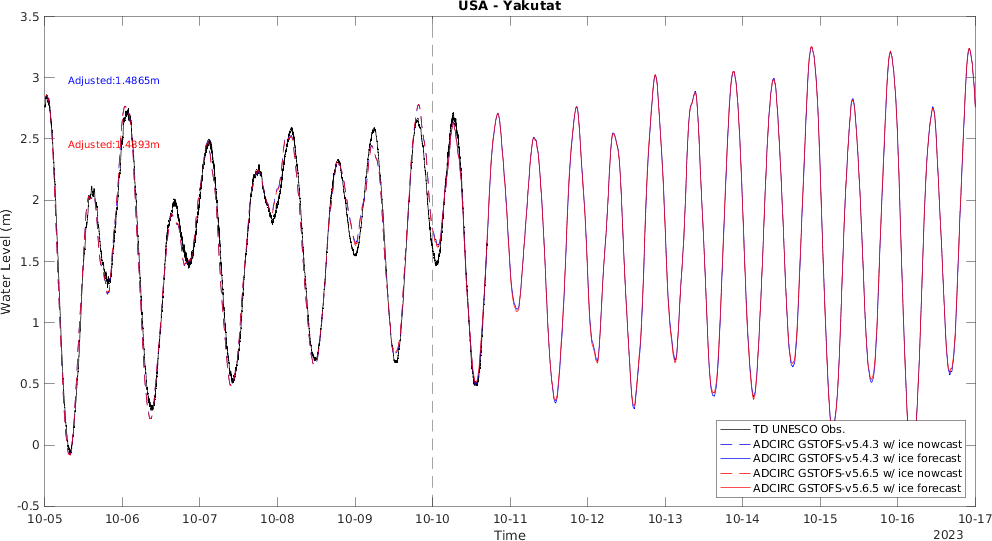 USA - Yakutat
3.5
3
2.5
2
1.5
1
0.5
0
-0.5
Water Level (m)
Adjusted:1.4865m
Adjusted:1.4893m
TD UNESCO Obs.
ADCIRC GSTOFS-v5.4.3 w/ ice nowcast
ADCIRC GSTOFS-v5.4.3 w/ ice forecast
ADCIRC GSTOFS-v5.6.5 w/ ice nowcast
ADCIRC GSTOFS-v5.6.5 w/ ice forecast
10-05 10-06 10-07 10-08 10-09 10-10 10-11 10-12 10-13 10-14 10-15 10-16 10-17
Time
2023